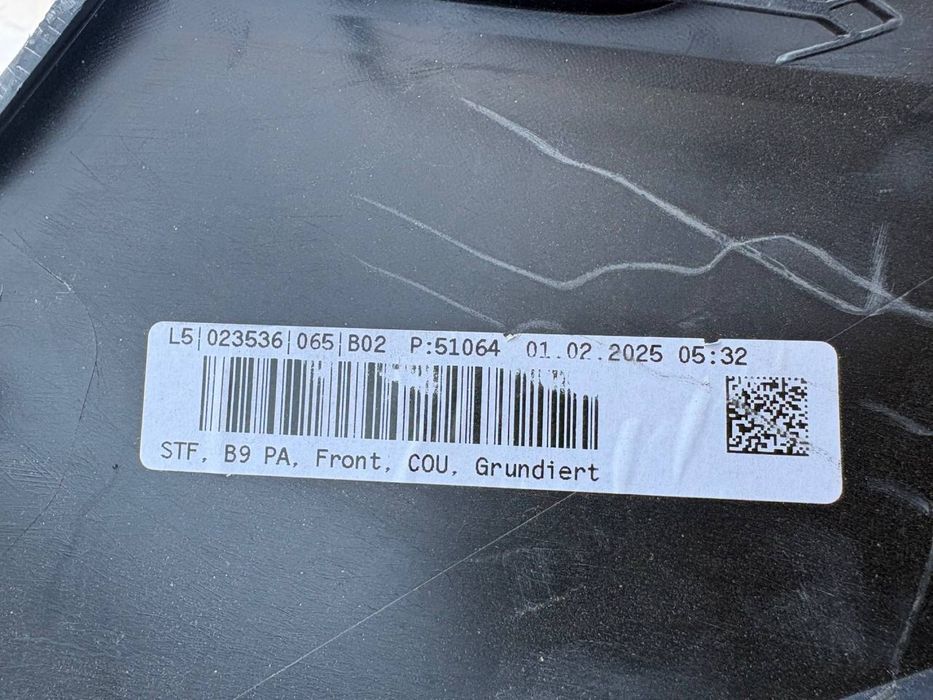 L5|023536|065|B02 P:51064 01.02.2025 05:32
STF, B9 PA, Front, COU, Grundiert